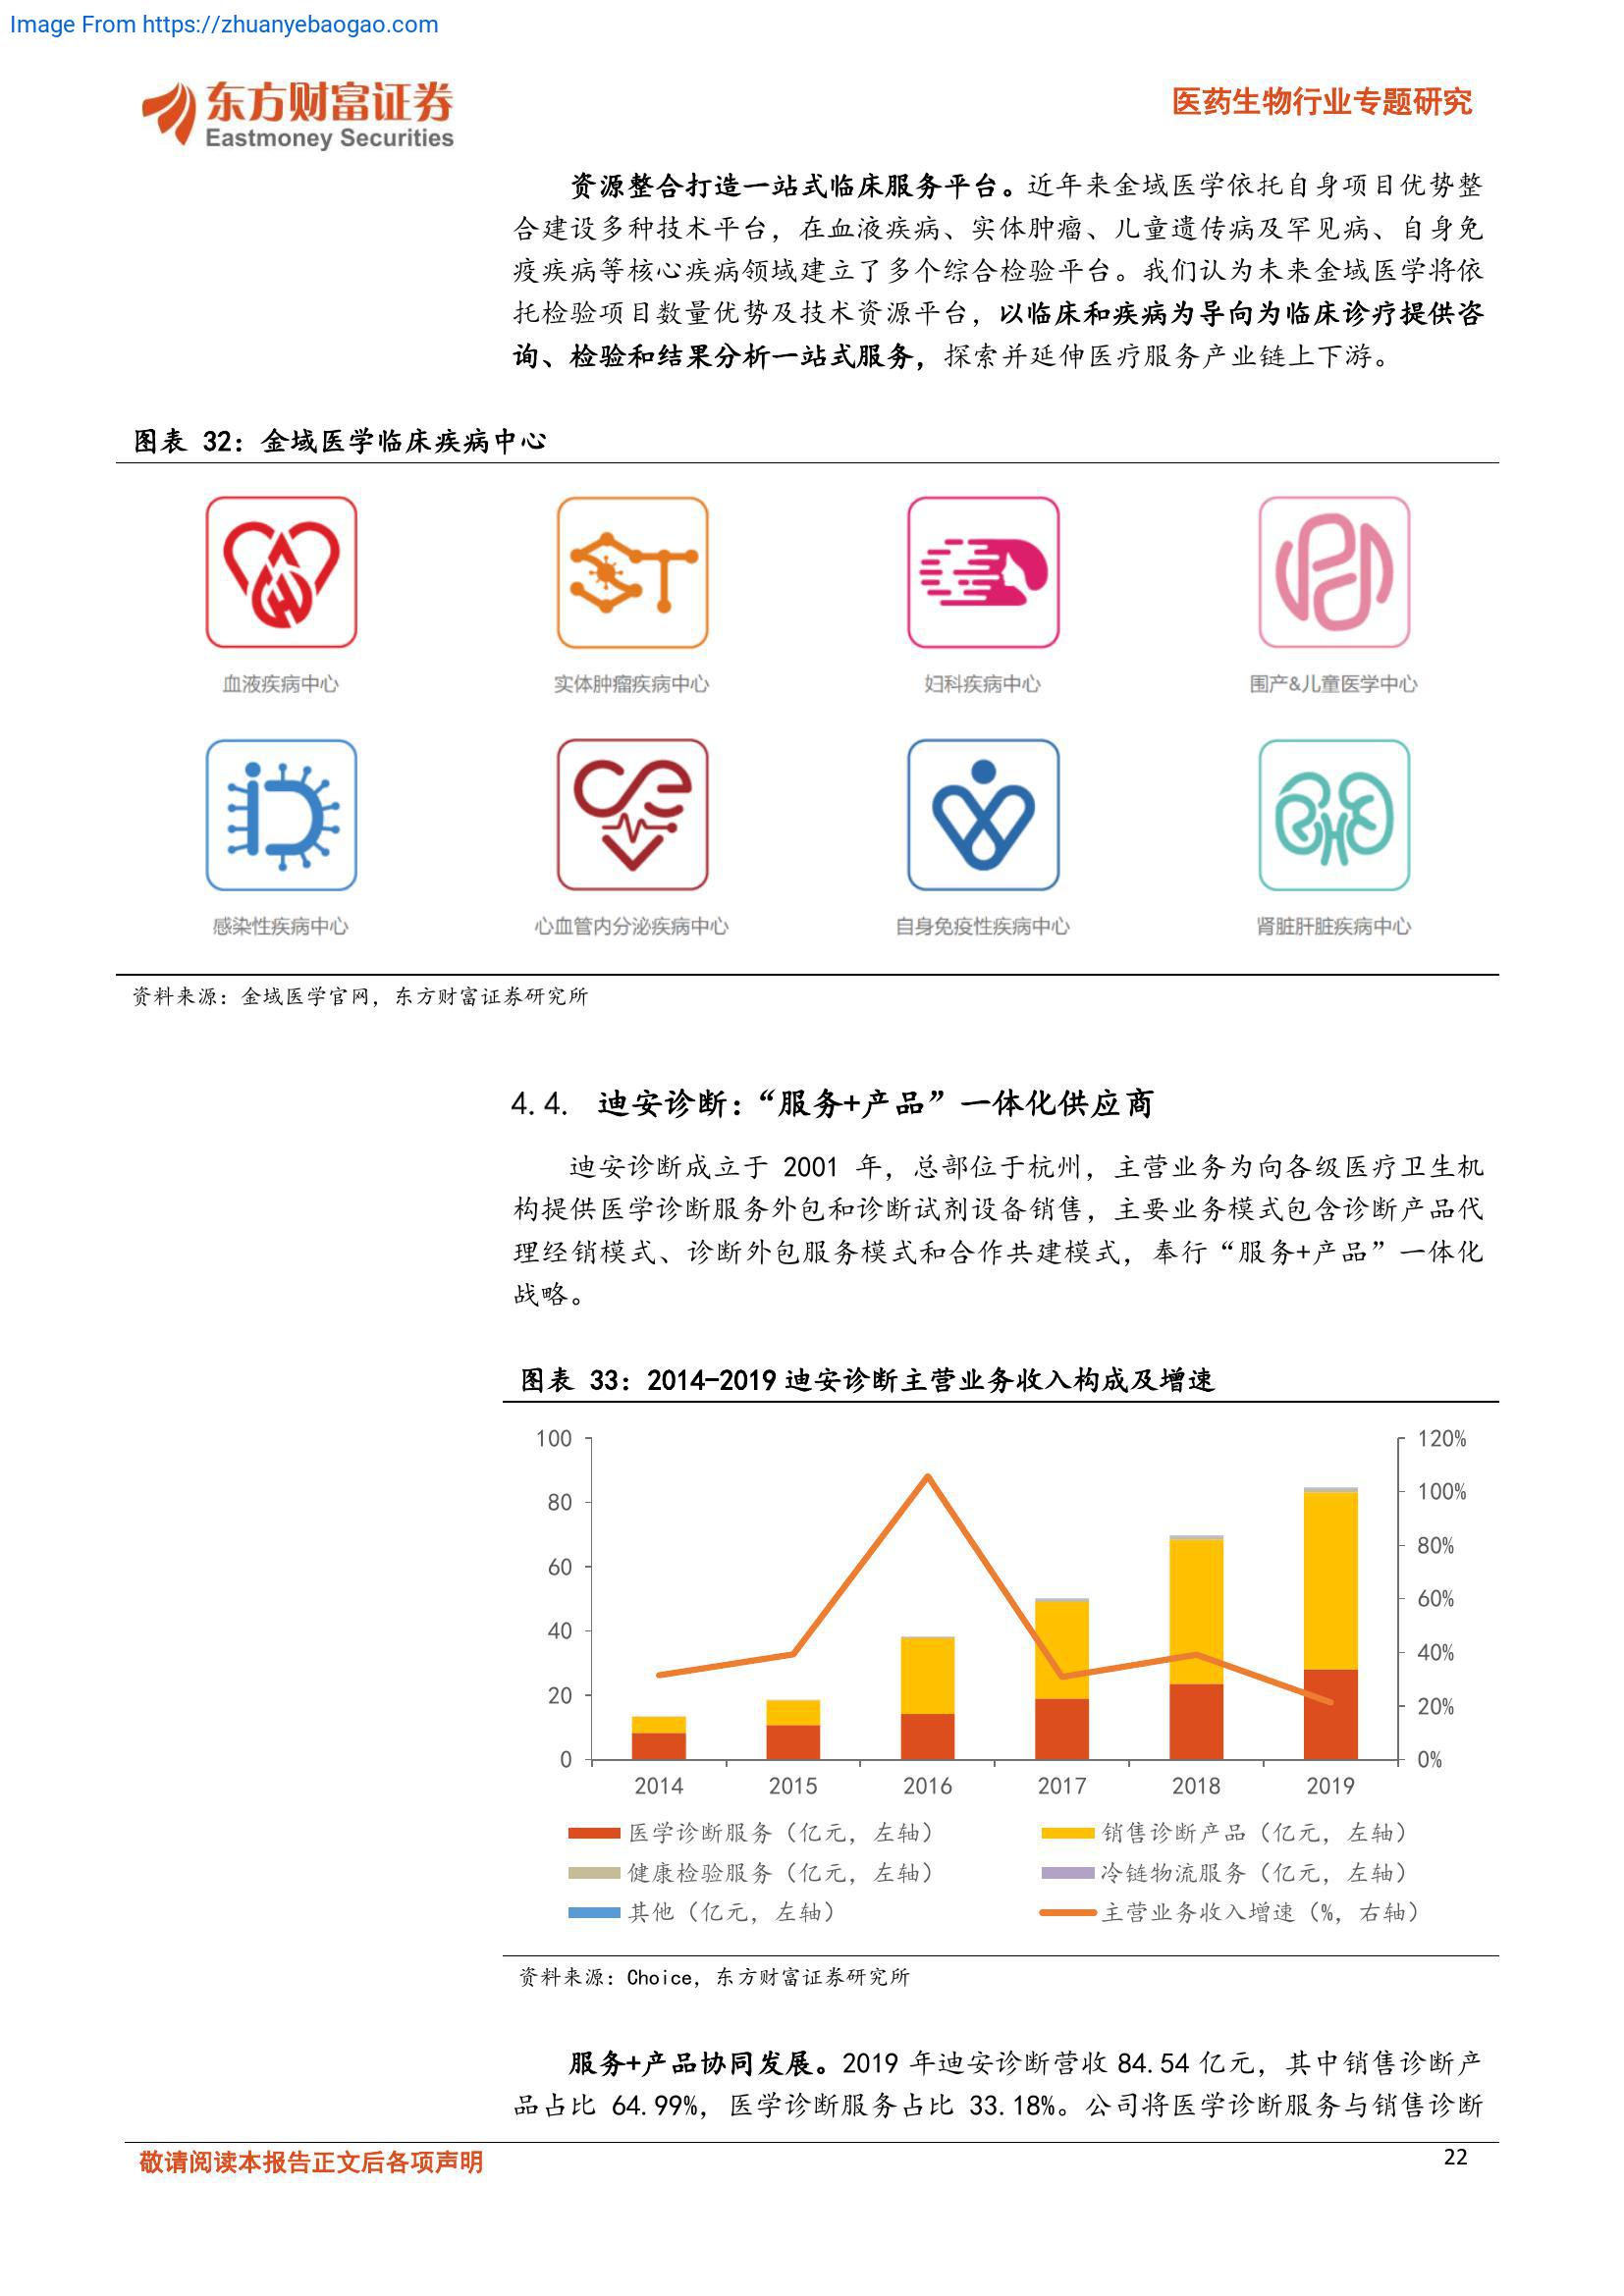 Image From https://zhuanyebaogao.com
东方财富证券
Eastmoney Securities
医药生物行业专题研究
资源整合打造一站式临床服务平台。近年来金域医学依托自身项目优势整
合建设多种技术平台，在血液疾病、实体肿瘤、儿童遗传病及罕见病、自身免
疫疾病等核心疾病领域建立了多个综合检验平台。我们认为未来金域医学将依
托检验项目数量优势及技术资源平台，以临床和疾病为导向为临床诊疗提供咨
询、检验和结果分析一站式服务，探索并延伸医疗服务产业链上下游。
图表 32：金域医学临床疾病中心
血液疾病中心 实体肿瘤疾病中心 妇科疾病中心 围产&儿童医学中心
感染性疾病中心 心血管内分泌疾病中心 自身免疫性疾病中心 肾脏肝脏疾病中心
资料来源：金域医学官网，东方财富证券研究所
4.4. 迪安诊断：“服务+产品”一体化供应商
迪安诊断成立于 2001 年，总部位于杭州，主营业务为向各级医疗卫生机
构提供医学诊断服务外包和诊断试剂设备销售，主要业务模式包含诊断产品代
理经销模式、诊断外包服务模式和合作共建模式，奉行“服务+产品”一体化
战略。
图表 33：2014-2019 迪安诊断主营业务收入构成及增速
100 120%
80 100%
60 80%
40 60%
20 40%
0 20%
0%
2014 2015 2016 2017 2018 2019
医学诊断服务（亿元，左轴） 销售诊断产品（亿元，左轴）
健康检验服务（亿元，左轴） 冷链物流服务（亿元，左轴）
其他（亿元，左轴） 主营业务收入增速（%，右轴）
资料来源：Choice，东方财富证券研究所
服务+产品协同发展。2019 年迪安诊断营收 84.54 亿元，其中销售诊断产
品占比 64.99%，医学诊断服务占比 33.18%。公司将医学诊断服务与销售诊断
敬请阅读本报告正文后各项声明 22